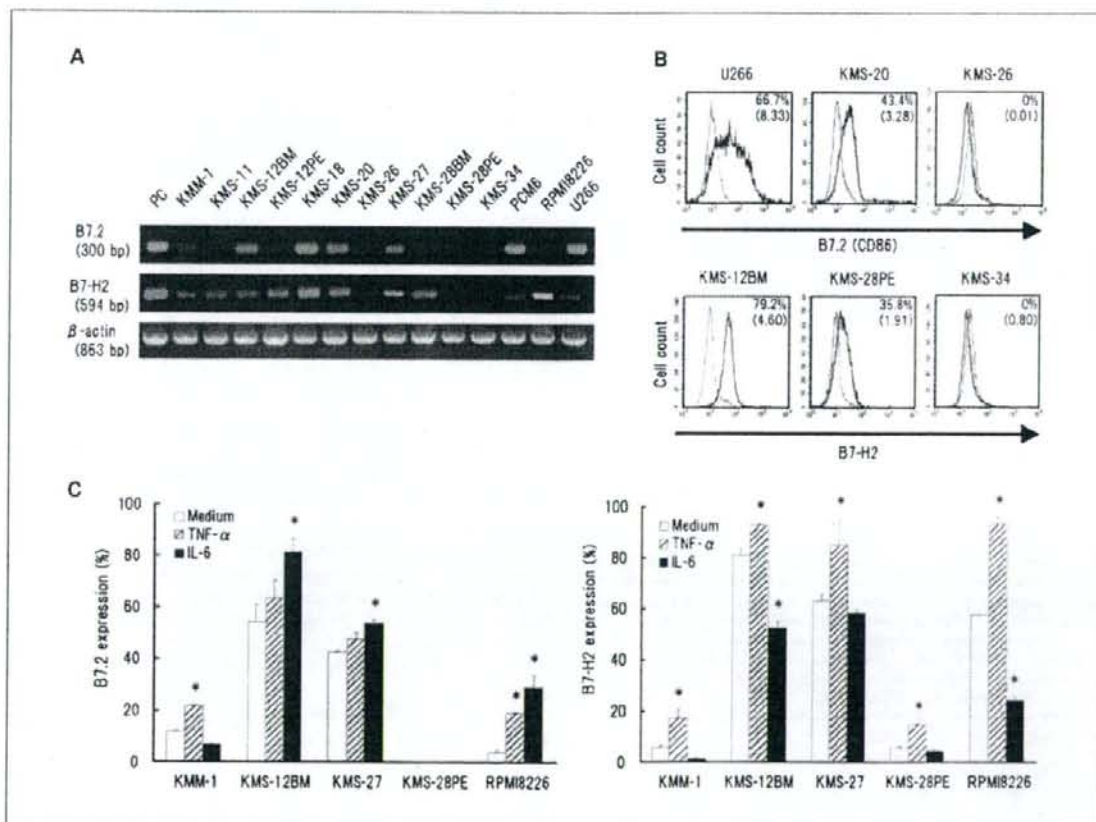 A
PC KMM-1 KMS-11 KMS-12BM KMS-12PE KMS-18 KMS-20 KMS-26 KMS-27 KMS-28BM KMS-28PE KMS-34 PCM6 RPMI8226 U266
B7.2
(300 bp)
B7-H2
(594 bp)
β-actin
(863 bp)
B
U266 KMS-20 KMS-26
66.7% 43.4% 0%
(8.33) (3.28) (0.01)
Cell count
B7.2 (CD86)
KMS-12BM KMS-28PE KMS-34
79.2% 35.8% 0%
(4.60) (1.91) (0.80)
Cell count
B7-H2
C
B7.2 expression (%)
100
80
60
40
20
0
Medium
TNF-α
IL-6
* * * * *
KMM-1 KMS-12BM KMS-27 KMS-28PE RPMI8226
B7-H2 expression (%)
100
80
60
40
20
0
Medium
TNF-α
IL-6
* * * * * * *
KMM-1 KMS-12BM KMS-27 KMS-28PE RPMI8226